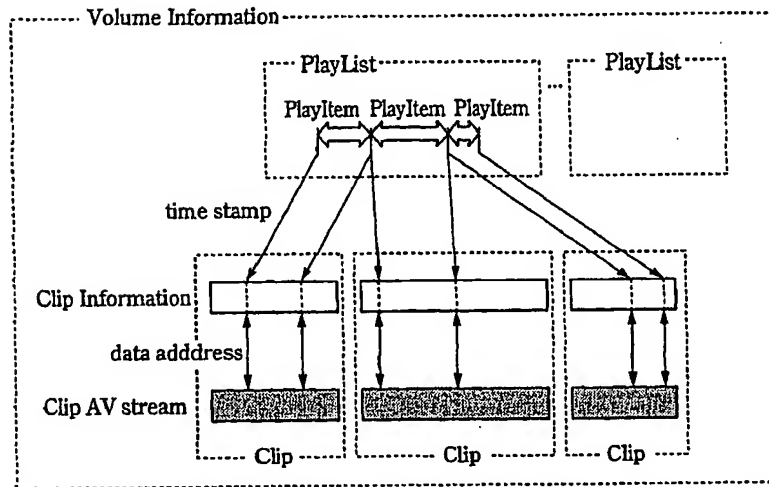 Volume Information
PlayList
PlayList
...
PlayItem PlayItem PlayItem
time stamp
Clip Information
data adddress
Clip AV stream
Clip
Clip
Clip